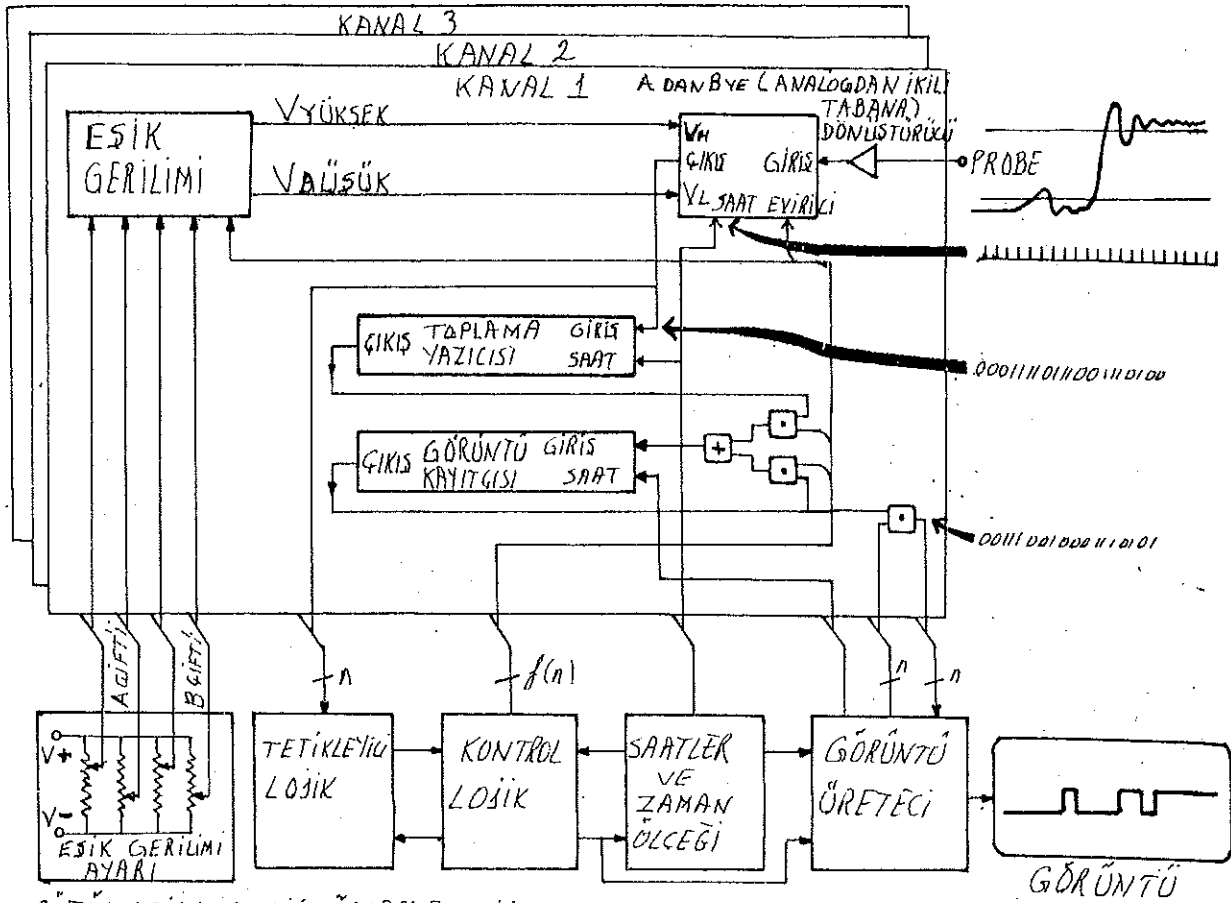 KANAL 3
KANAL 2
KANAL 1
A DAN BYE (ANALOGDAN İKİLİ
TABANA)
DÖNÜŞTÜRÜCÜ
EŞİK
GERİLİMİ
VYÜKSEK
VDÜŞÜK
VH
ÇIKIŞ GİRİŞ
VL SAAT EVİRİCİ
PROBE
ÇIKIŞ TOPLAMA GİRİŞ
YAZICISI SAAT
ÇIKIŞ GÖRÜNTÜ GİRİŞ
KAYITÇISI SAAT
+
A ÇİFTİ
B ÇİFTİ
n
f(n)
n
n
V+
V-
EŞİK GERİLİMİ
AYARI
TETİKLEYİCİ
LOJİK
KONTROL
LOJİK
SAATLER
VE
ZAMAN
ÖLÇEĞİ
GÖRÜNTÜ
ÜRETECİ
GÖRÜNTÜ